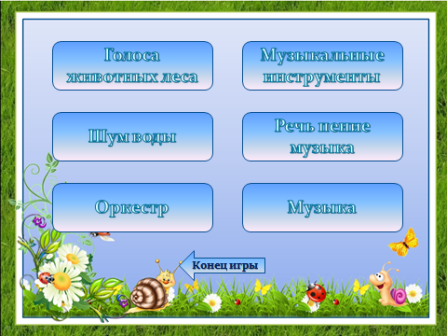 Голоса
животных леса
Музыкальные
инструменты
Шум воды
Речь пение
музыка
Оркестр
Музыка
Конец игры